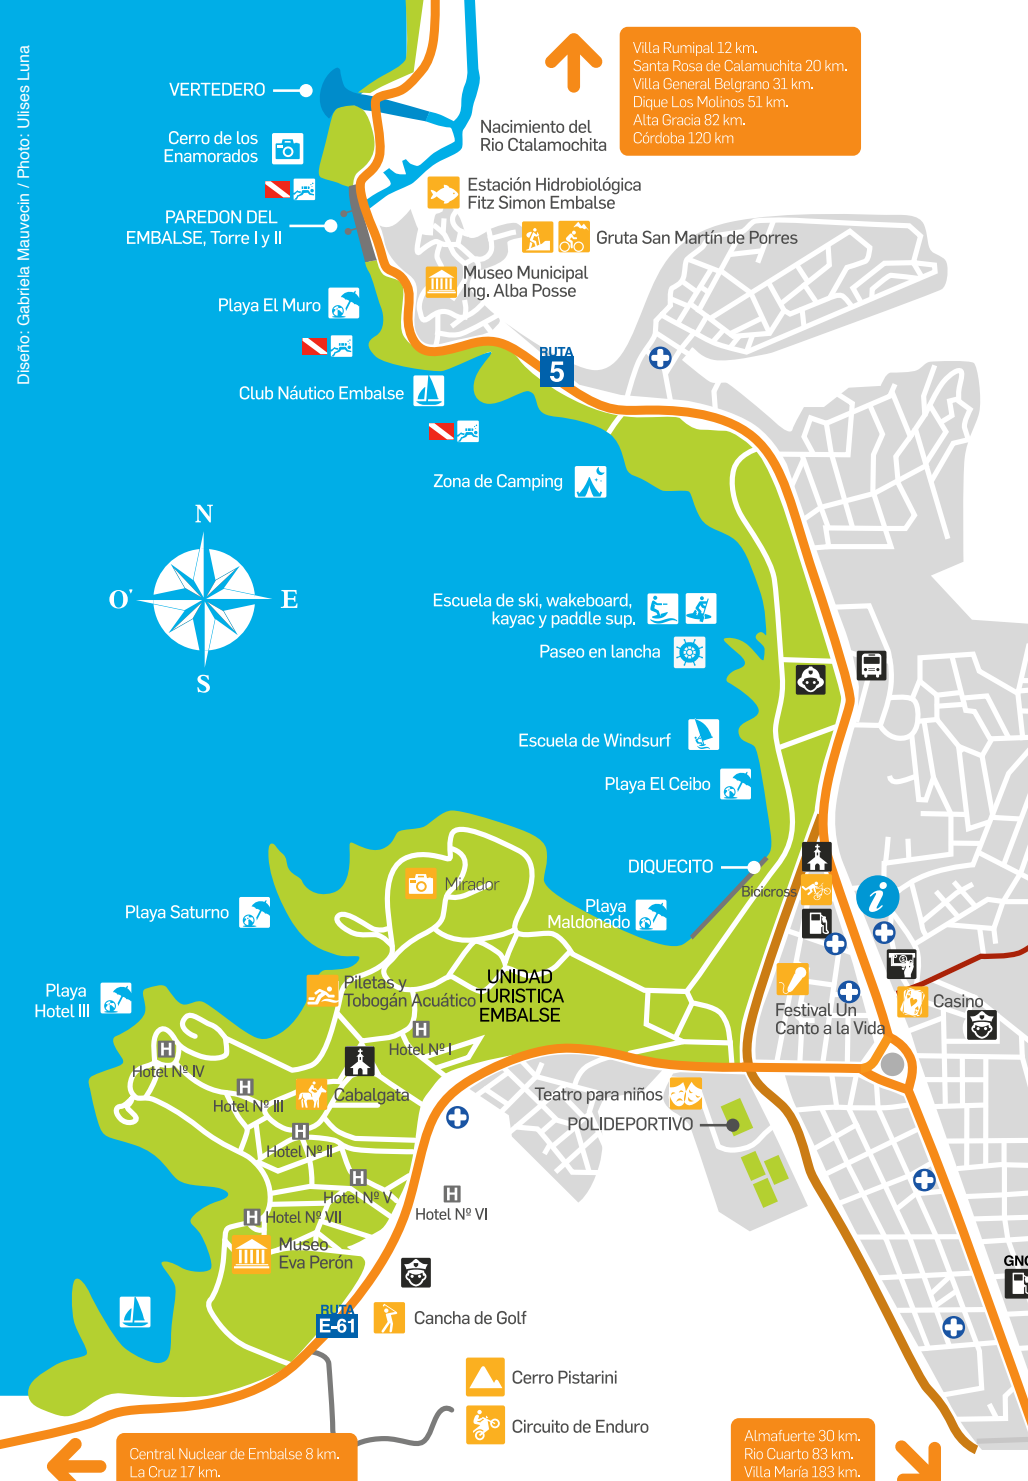 Diseño: Gabriela Mauvecin / Photo: Ulises Luna
VERTEDERO
Cerro de los
Enamorados
PAREDON DEL
EMBALSE, Torre I y II
Playa El Muro
Club Náutico Embalse
Zona de Camping
Villa Rumipal 12 km.
Santa Rosa de Calamuchita 20 km.
Villa General Belgrano 31 km.
Dique Los Molinos 51 km.
Alta Gracia 82 km.
Córdoba 120 km
Nacimiento del
Rio Ctalamochita
Estación Hidrobiológica
Fitz Simon Embalse
Gruta San Martín de Porres
Museo Municipal
Ing. Alba Posse
RUTA
5
N
O'
E
S
Escuela de ski, wakeboard,
kayac y paddle sup.
Paseo en lancha
Escuela de Windsurf
Playa El Ceibo
DIQUECITO
Bicicross
Playa
Maldonado
Mirador
Playa Saturno
i
Piletas y
Tobogán Acuático
UNIDAD
TURISTICA
EMBALSE
Playa
Hotel III
Festival Un
Canto a la Vida
Casino
H
Hotel Nº I
H
Hotel Nº IV
H
Hotel Nº III
Cabalgata
H
Hotel Nº II
Teatro para niños
POLIDEPORTIVO
H
Hotel Nº V
H
Hotel Nº VI
H Hotel Nº VII
Museo
Eva Perón
GNC
RUTA
E-61
Cancha de Golf
Cerro Pistarini
Circuito de Enduro
Central Nuclear de Embalse 8 km.
La Cruz 17 km.
Almafuerte 30 km.
Rio Cuarto 83 km.
Villa María 183 km.